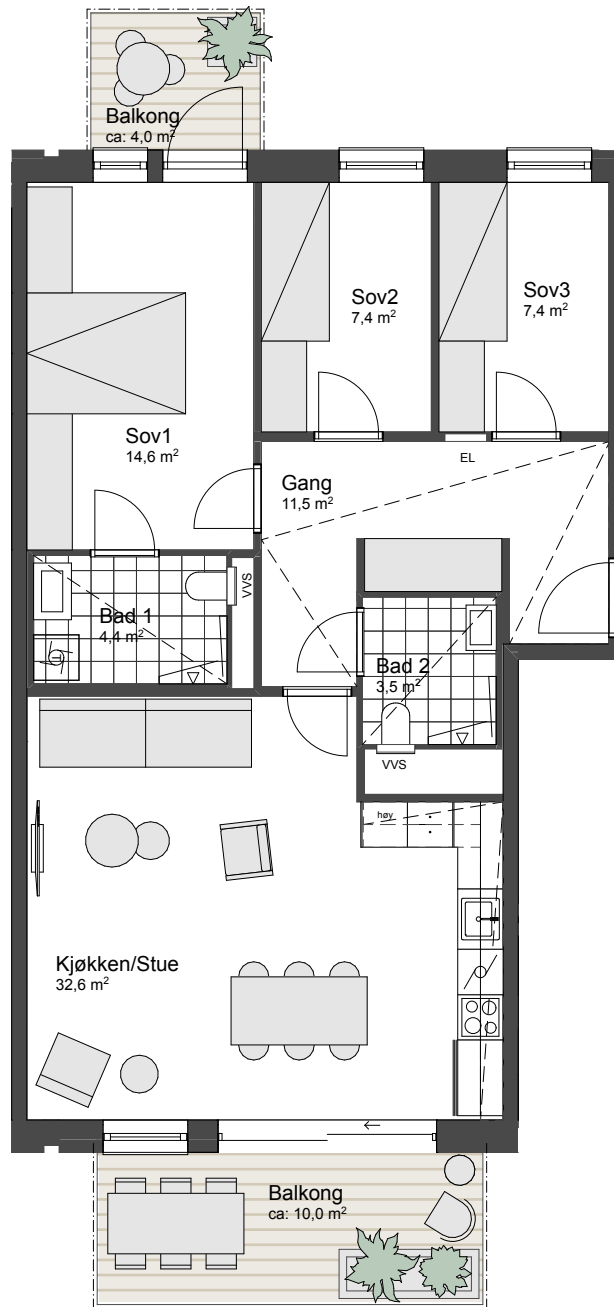 Balkong
ca: 4,0 m²
Sov2
7,4 m²
Sov3
7,4 m²
Sov1
14,6 m²
EL
Gang
11,5 m²
VVS
Bad 1
4,4 m²
Bad 2
3,5 m²
VVS
høy
Kjøkken/Stue
32,6 m²
Balkong
ca: 10,0 m²